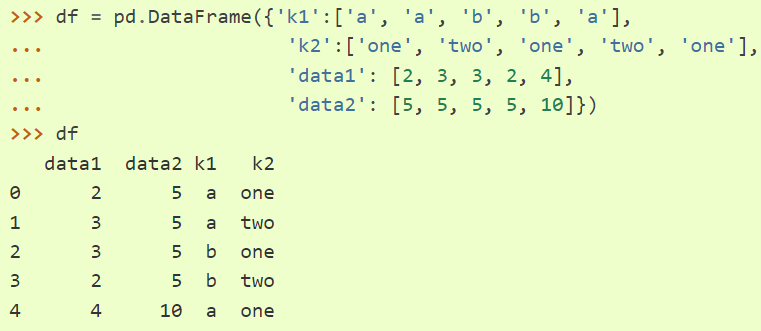 >>> df = pd.DataFrame({'k1':['a', 'a', 'b', 'b', 'a'],
...                    'k2':['one', 'two', 'one', 'two', 'one'],
...                    'data1': [2, 3, 3, 2, 4],
...                    'data2': [5, 5, 5, 5, 10]})
>>> df
   data1  data2 k1   k2
0      2      5  a  one
1      3      5  a  two
2      3      5  b  one
3      2      5  b  two
4      4     10  a  one